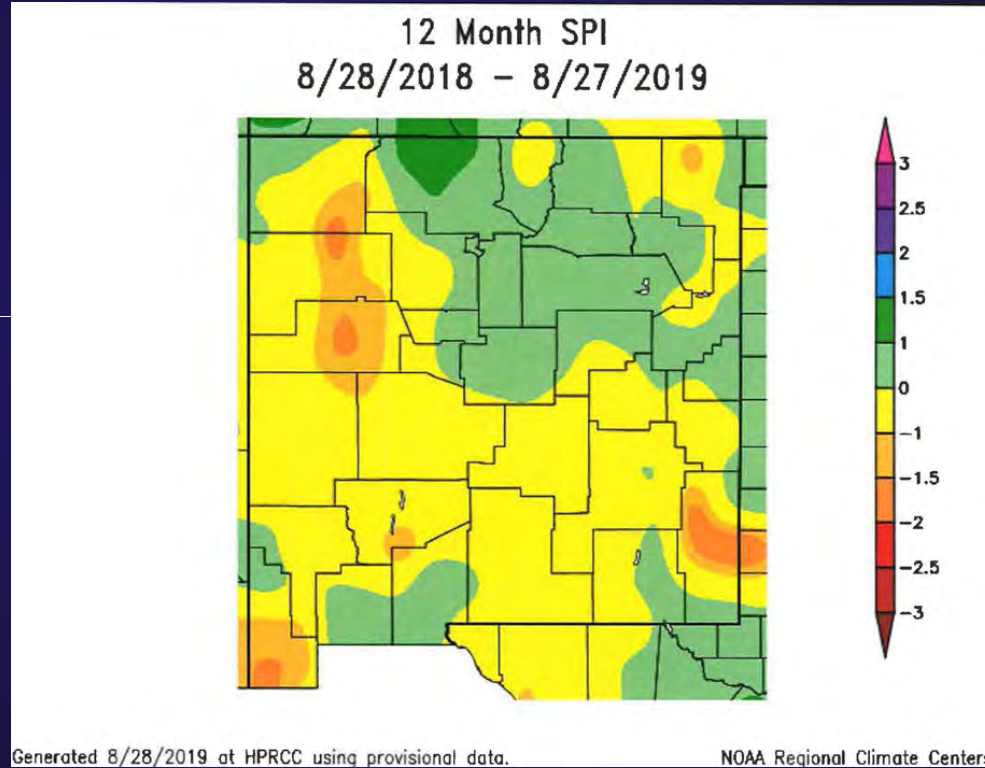 12 Month SPI
8/28/2018 – 8/27/2019
3
2.5
2
1.5
1
0
-1
-1.5
-2
-2.5
-3
Generated 8/28/2019 at HPRCC using provisional data.
NOAA Regional Climate Centers